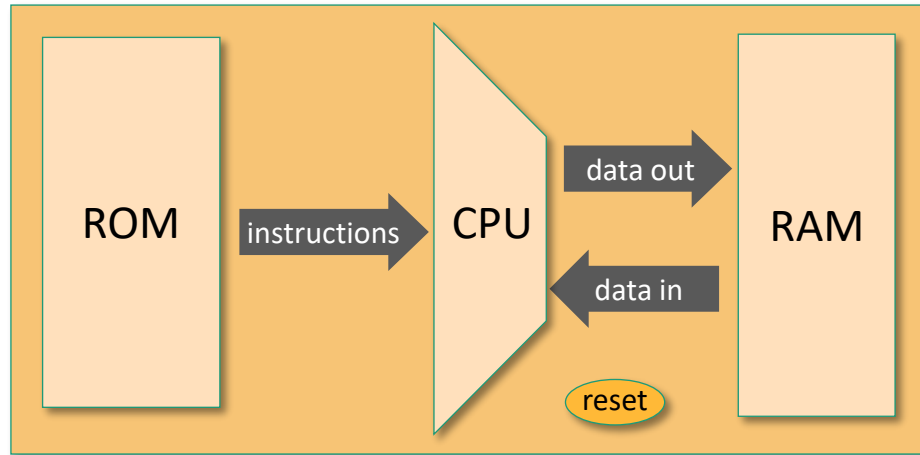 ROM
instructions
CPU
data out
data in
RAM
reset